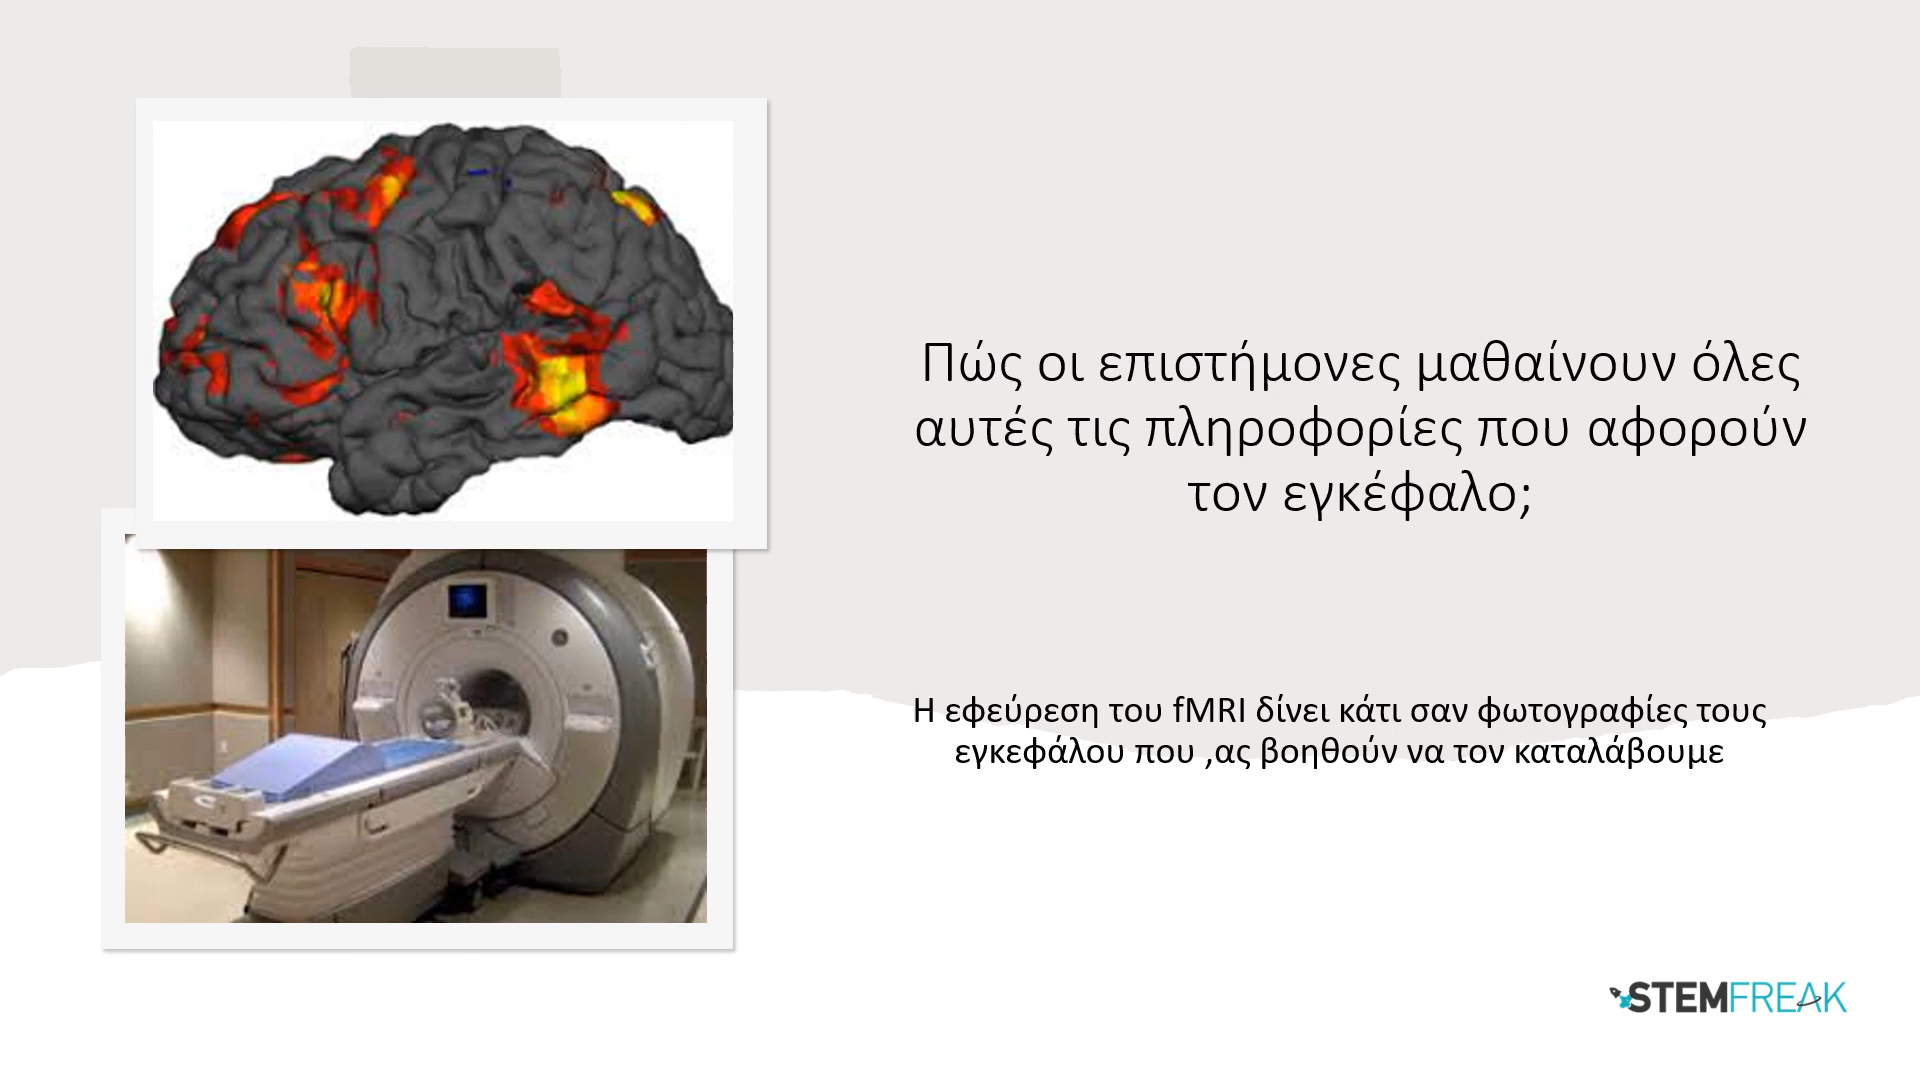 Πώς οι επιστήμονες μαθαίνουν όλες
αυτές τις πληροφορίες που αφορούν
τον εγκέφαλο;
Η εφεύρεση του fMRI δίνει κάτι σαν φωτογραφίες τους
εγκεφάλου που ,ας βοηθούν να τον καταλάβουμε
STEMFREAK